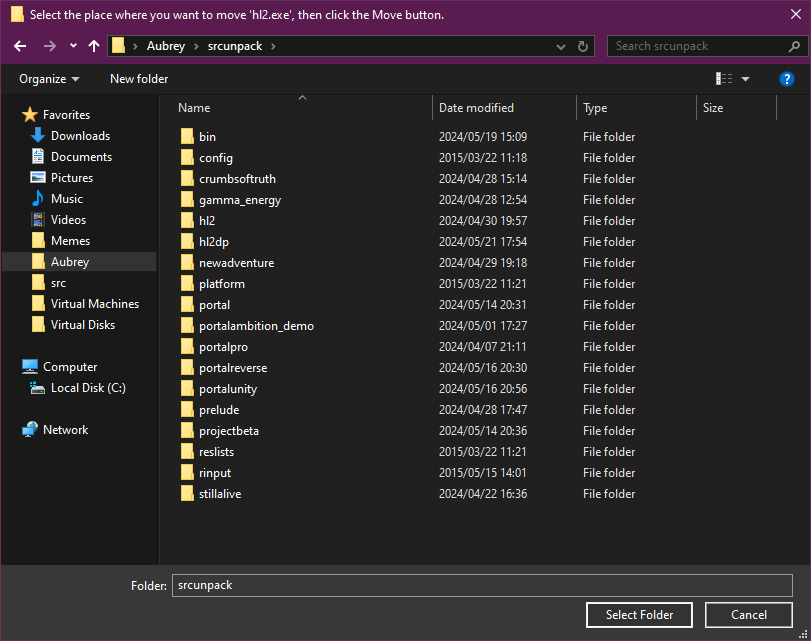 Select the place where you want to move 'hl2.exe', then click the Move button.
Aubrey srcunpack Search srcunpack
Organize New folder ?
Name Date modified Type Size
Favorites
Downloads
Documents
Pictures
Music
Videos
Memes
Aubrey
src
Virtual Machines
Virtual Disks
Computer
Local Disk (C:)
Network
bin 2024/05/19 15:09 File folder
config 2015/03/22 11:18 File folder
crumbsoftruth 2024/04/28 15:14 File folder
gamma_energy 2024/04/28 12:54 File folder
hl2 2024/04/30 19:57 File folder
hl2dp 2024/05/21 17:54 File folder
newadventure 2024/04/29 19:18 File folder
platform 2015/03/22 11:21 File folder
portal 2024/05/14 20:31 File folder
portalambition_demo 2024/05/01 17:27 File folder
portalpro 2024/04/07 21:11 File folder
portalreverse 2024/05/16 20:30 File folder
portalunity 2024/05/16 20:56 File folder
prelude 2024/04/28 17:47 File folder
projectbeta 2024/05/14 20:36 File folder
reslists 2015/03/22 11:21 File folder
rinput 2015/05/15 14:01 File folder
stillalive 2024/04/22 16:36 File folder
Folder: srcunpack
Select Folder Cancel